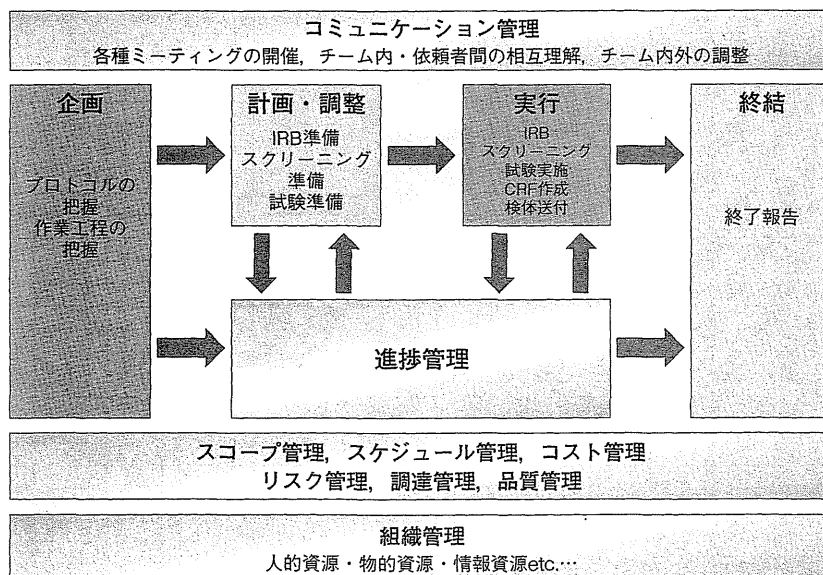 コミュニケーション管理
各種ミーティングの開催，チーム内・依頼者間の相互理解，チーム内外の調整
企画
プロトコルの
把握
作業工程の
把握
計画・調整
IRB準備
スクリーニング
準備
試験準備
実行
IRB
スクリーニング
試験実施
CRF作成
検体送付
終結
終了報告
進捗管理
スコープ管理，スケジュール管理，コスト管理
リスク管理，調達管理，品質管理
組織管理
人的資源・物的資源・情報資源etc.…